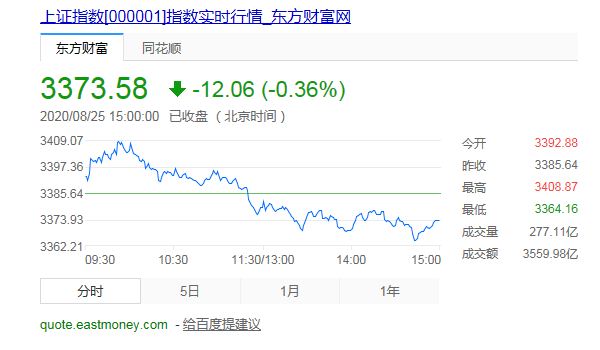 上证指数[000001]指数实时行情_东方财富网
东方财富 同花顺
3373.58 -12.06 (-0.36%)
2020/08/25 15:00:00 已收盘（北京时间）
3409.07
3397.36
3385.64
3373.93
3362.21
09:30 10:30 11:30/13:00 14:00 15:00
今开 3392.88
昨收 3385.64
最高 3408.87
最低 3364.16
成交量 277.11亿
成交额 3559.98亿
分时 5日 1月 1年
quote.eastmoney.com - 给百度提建议